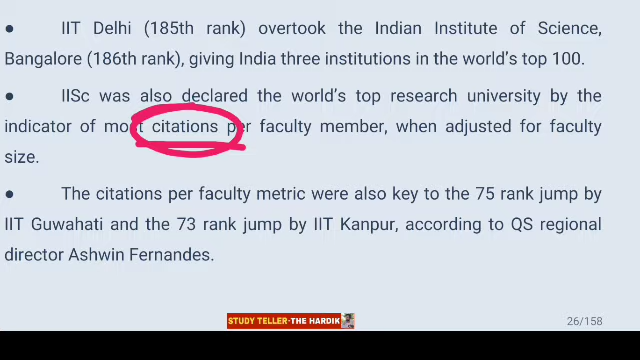 ● IIT Delhi (185th rank) overtook the Indian Institute of Science,
Bangalore (186th rank), giving India three institutions in the world's top 100.
● IISc was also declared the world's top research university by the
indicator of most citations per faculty member, when adjusted for faculty
size.
● The citations per faculty metric were also key to the 75 rank jump by
IIT Guwahati and the 73 rank jump by IIT Kanpur, according to QS regional
director Ashwin Fernandes.
STUDY TELLER-THE HARDIK
26/158